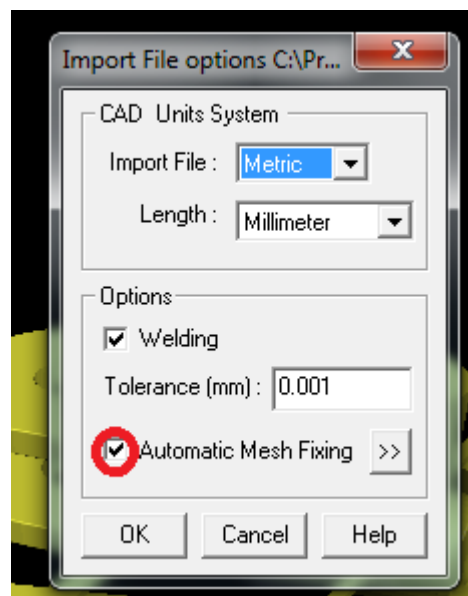 Import File options C:\Pr...
CAD Units System
Import File : Metric
Length : Millimeter
Options
Welding
Tolerance (mm) : 0.001
Automatic Mesh Fixing >>
OK Cancel Help